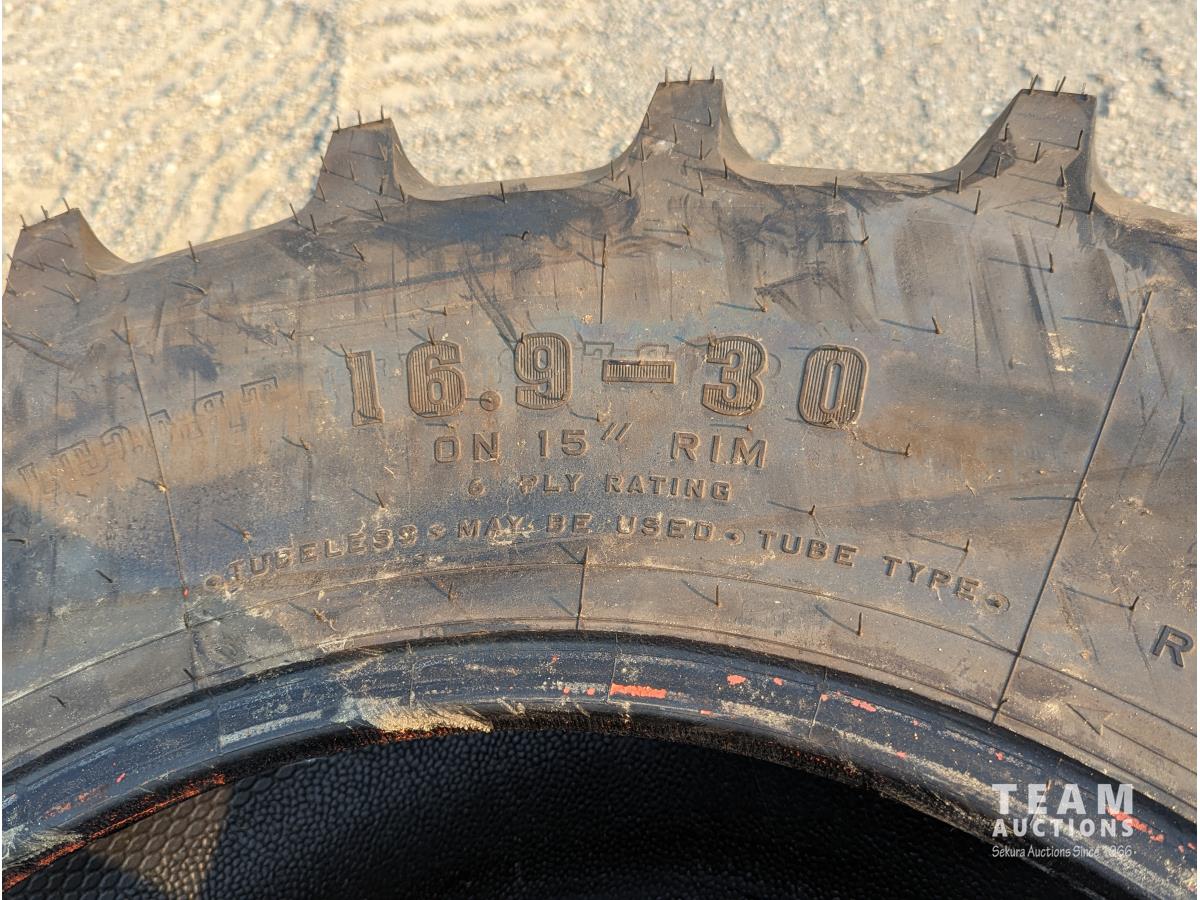 16.9-30
ON 15" RIM
6 PLY RATING
• TUBELESS • MAY BE USED • TUBE TYPE •
R
TEAM
AUCTIONS
Sekura Auctions Since 1966